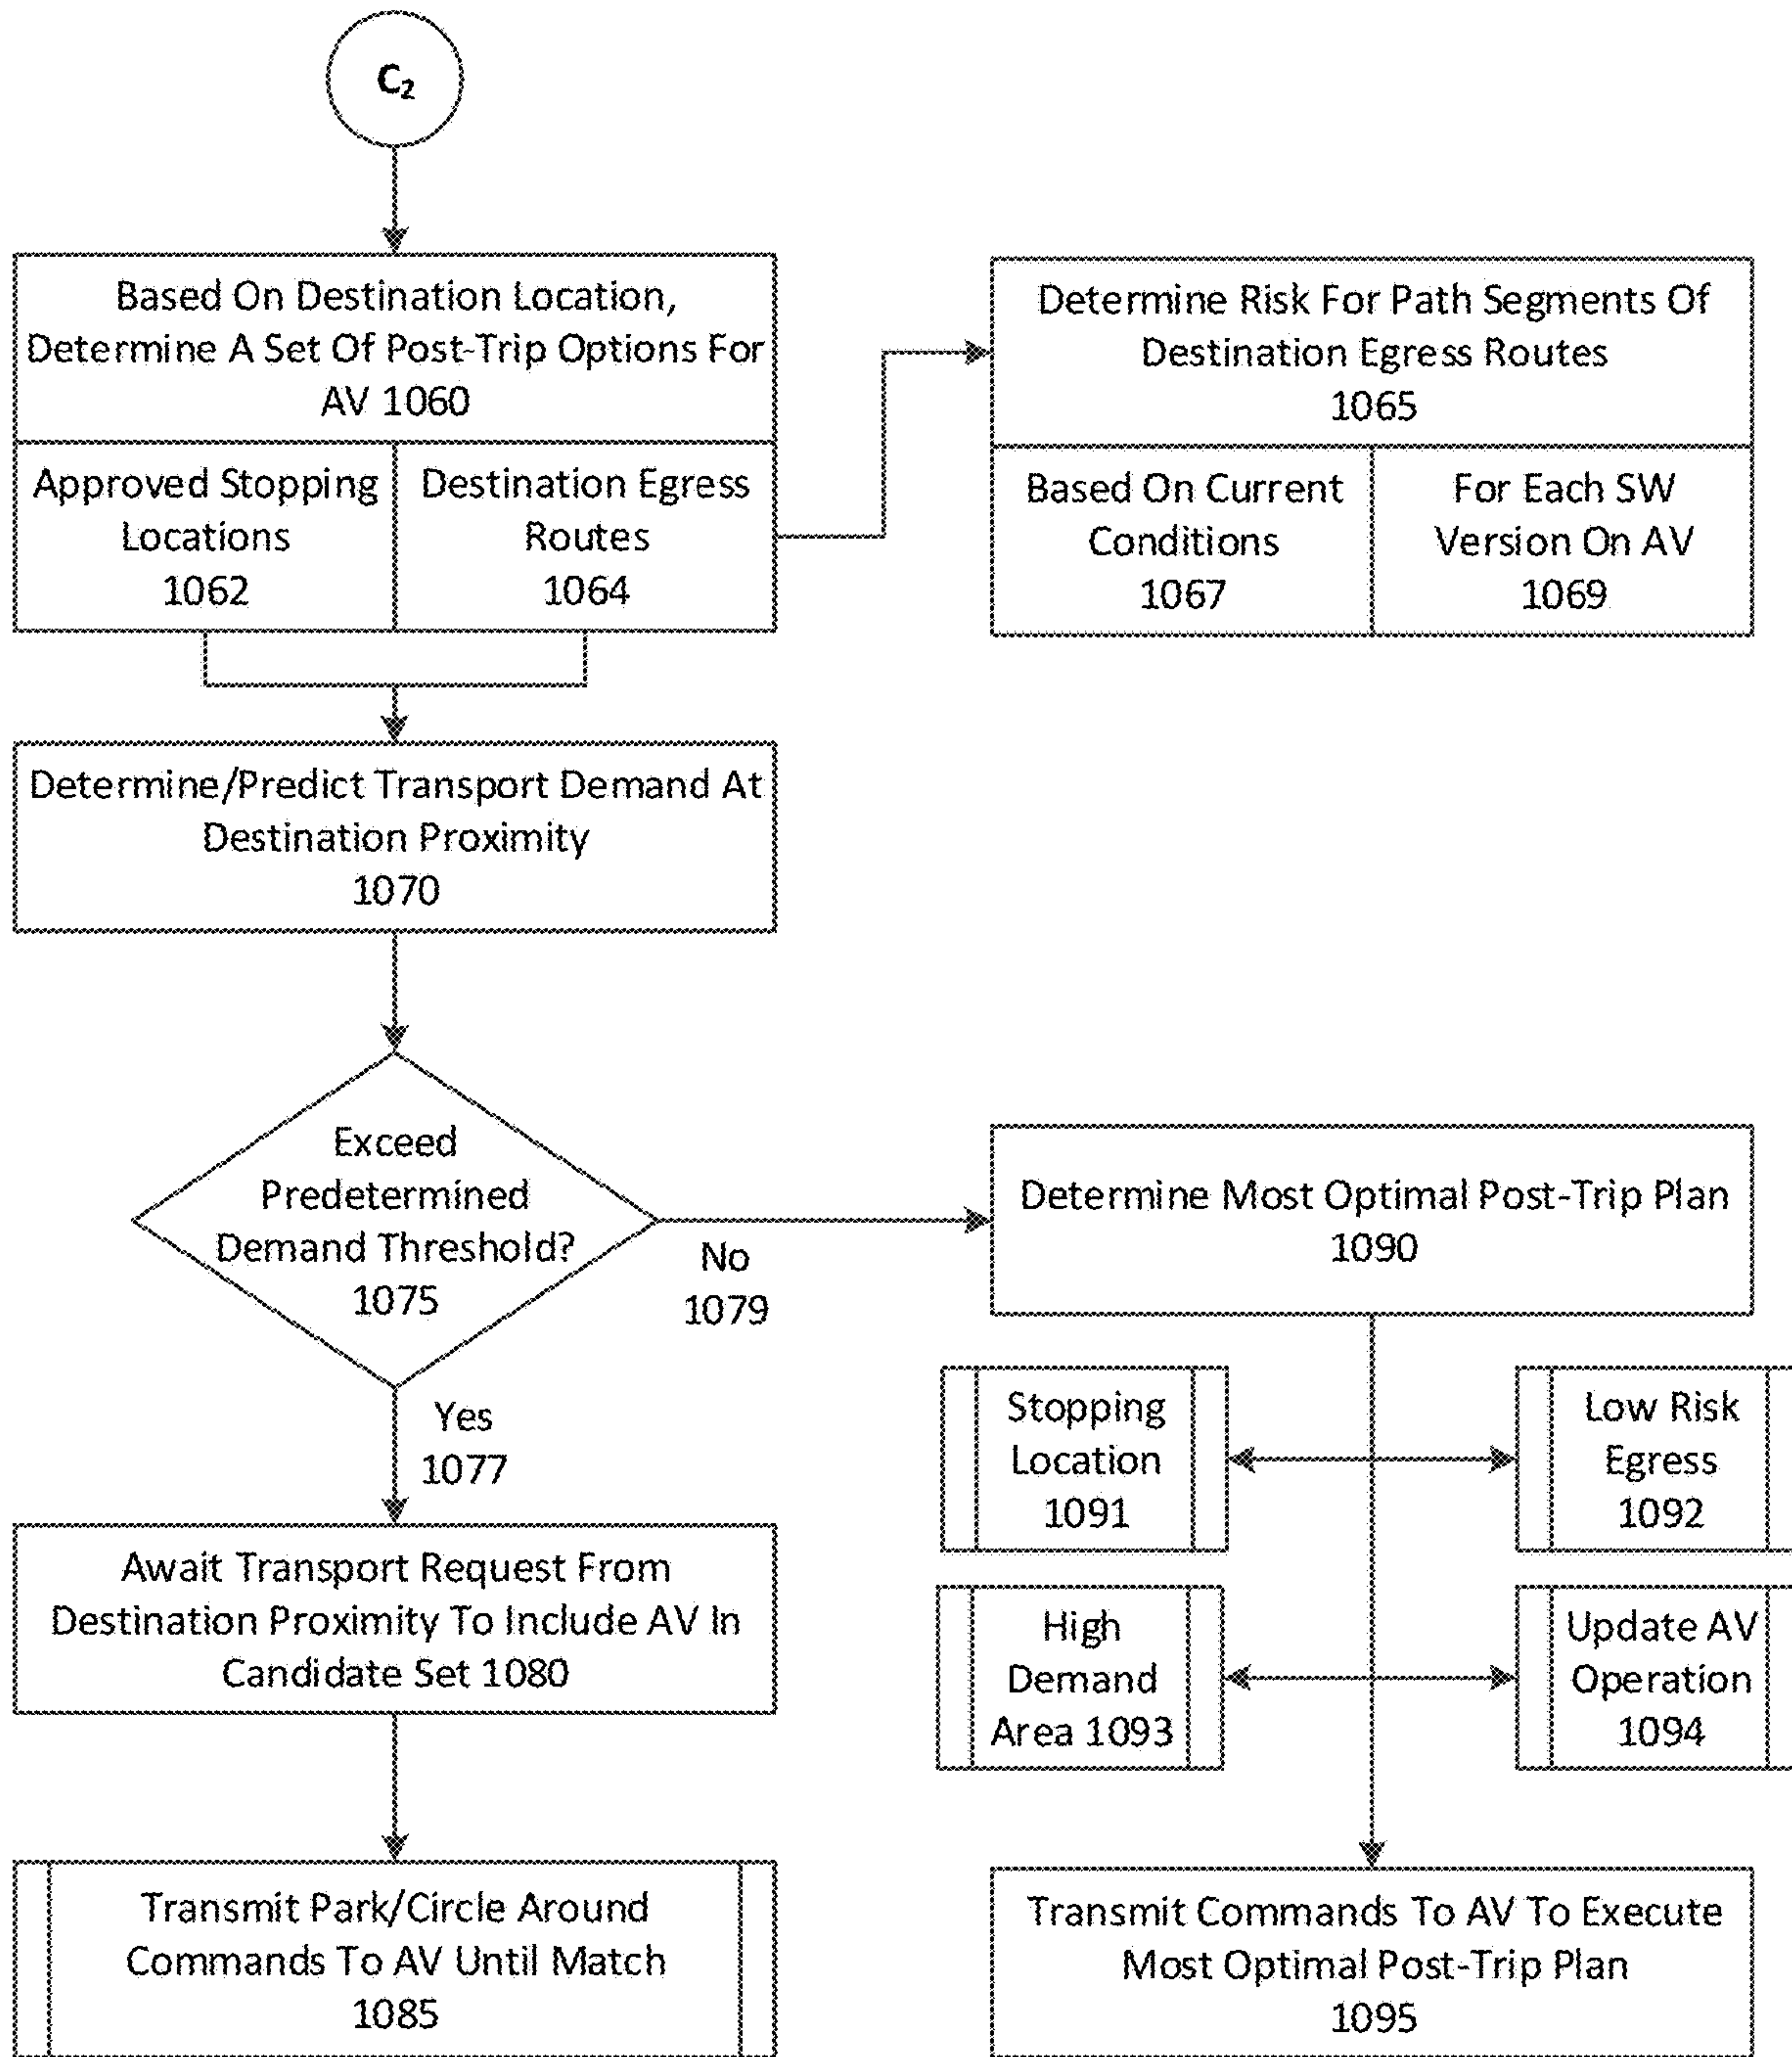 C₂
Based On Destination Location,
Determine A Set Of Post-Trip Options For
AV 1060
Approved Stopping
Locations
1062
Destination Egress
Routes
1064
Determine Risk For Path Segments Of
Destination Egress Routes
1065
Based On Current
Conditions
1067
For Each SW
Version On AV
1069
Determine/Predict Transport Demand At
Destination Proximity
1070
Exceed
Predetermined
Demand Threshold?
1075
No
1079
Yes
1077
Determine Most Optimal Post-Trip Plan
1090
Stopping
Location
1091
Low Risk
Egress
1092
High
Demand
Area 1093
Update AV
Operation
1094
Await Transport Request From
Destination Proximity To Include AV In
Candidate Set 1080
Transmit Park/Circle Around
Commands To AV Until Match
1085
Transmit Commands To AV To Execute
Most Optimal Post-Trip Plan
1095